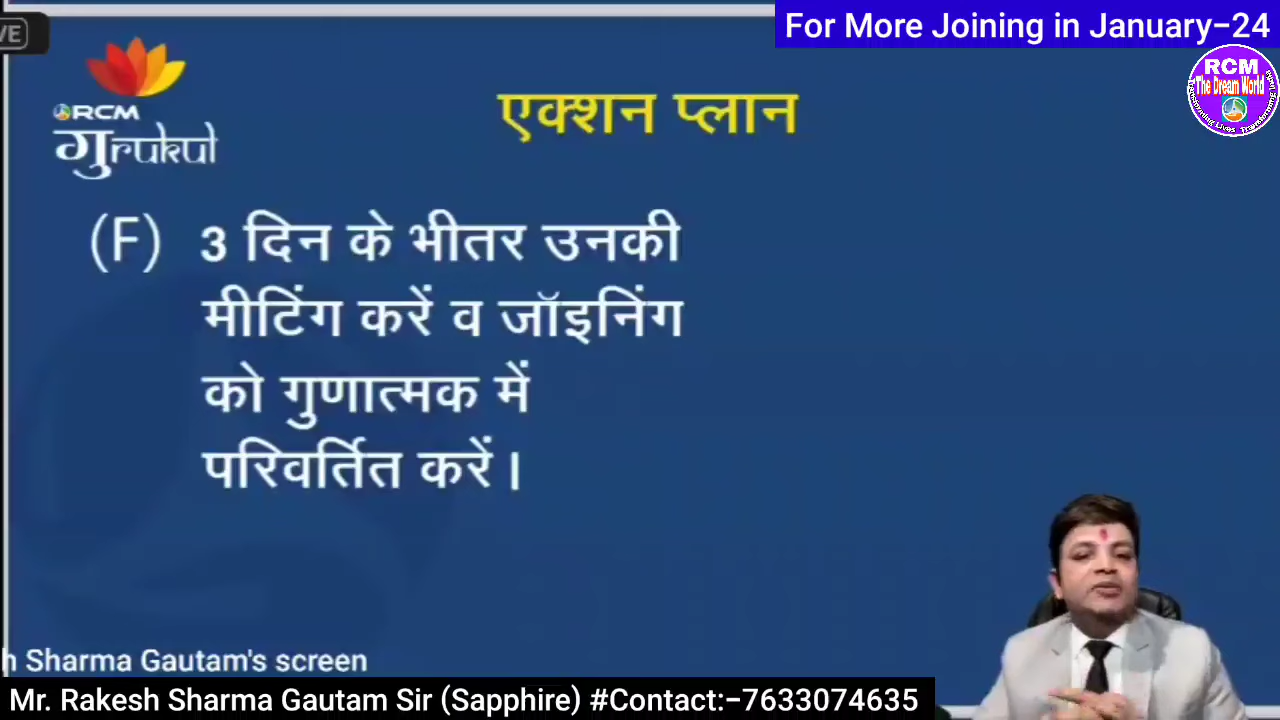 For More Joining in January–24
RCM
The Dream World
RCM
गुrukul
एक्शन प्लान
(F) 3 दिन के भीतर उनकी
मीटिंग करें व जॉइनिंग
को गुणात्मक में
परिवर्तित करें।
Sharma Gautam's screen
Mr. Rakesh Sharma Gautam Sir (Sapphire) #Contact:–7633074635